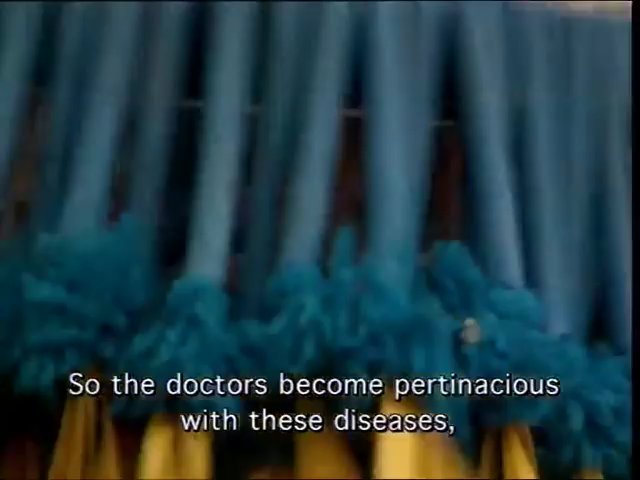 So the doctors become pertinacious
with these diseases,